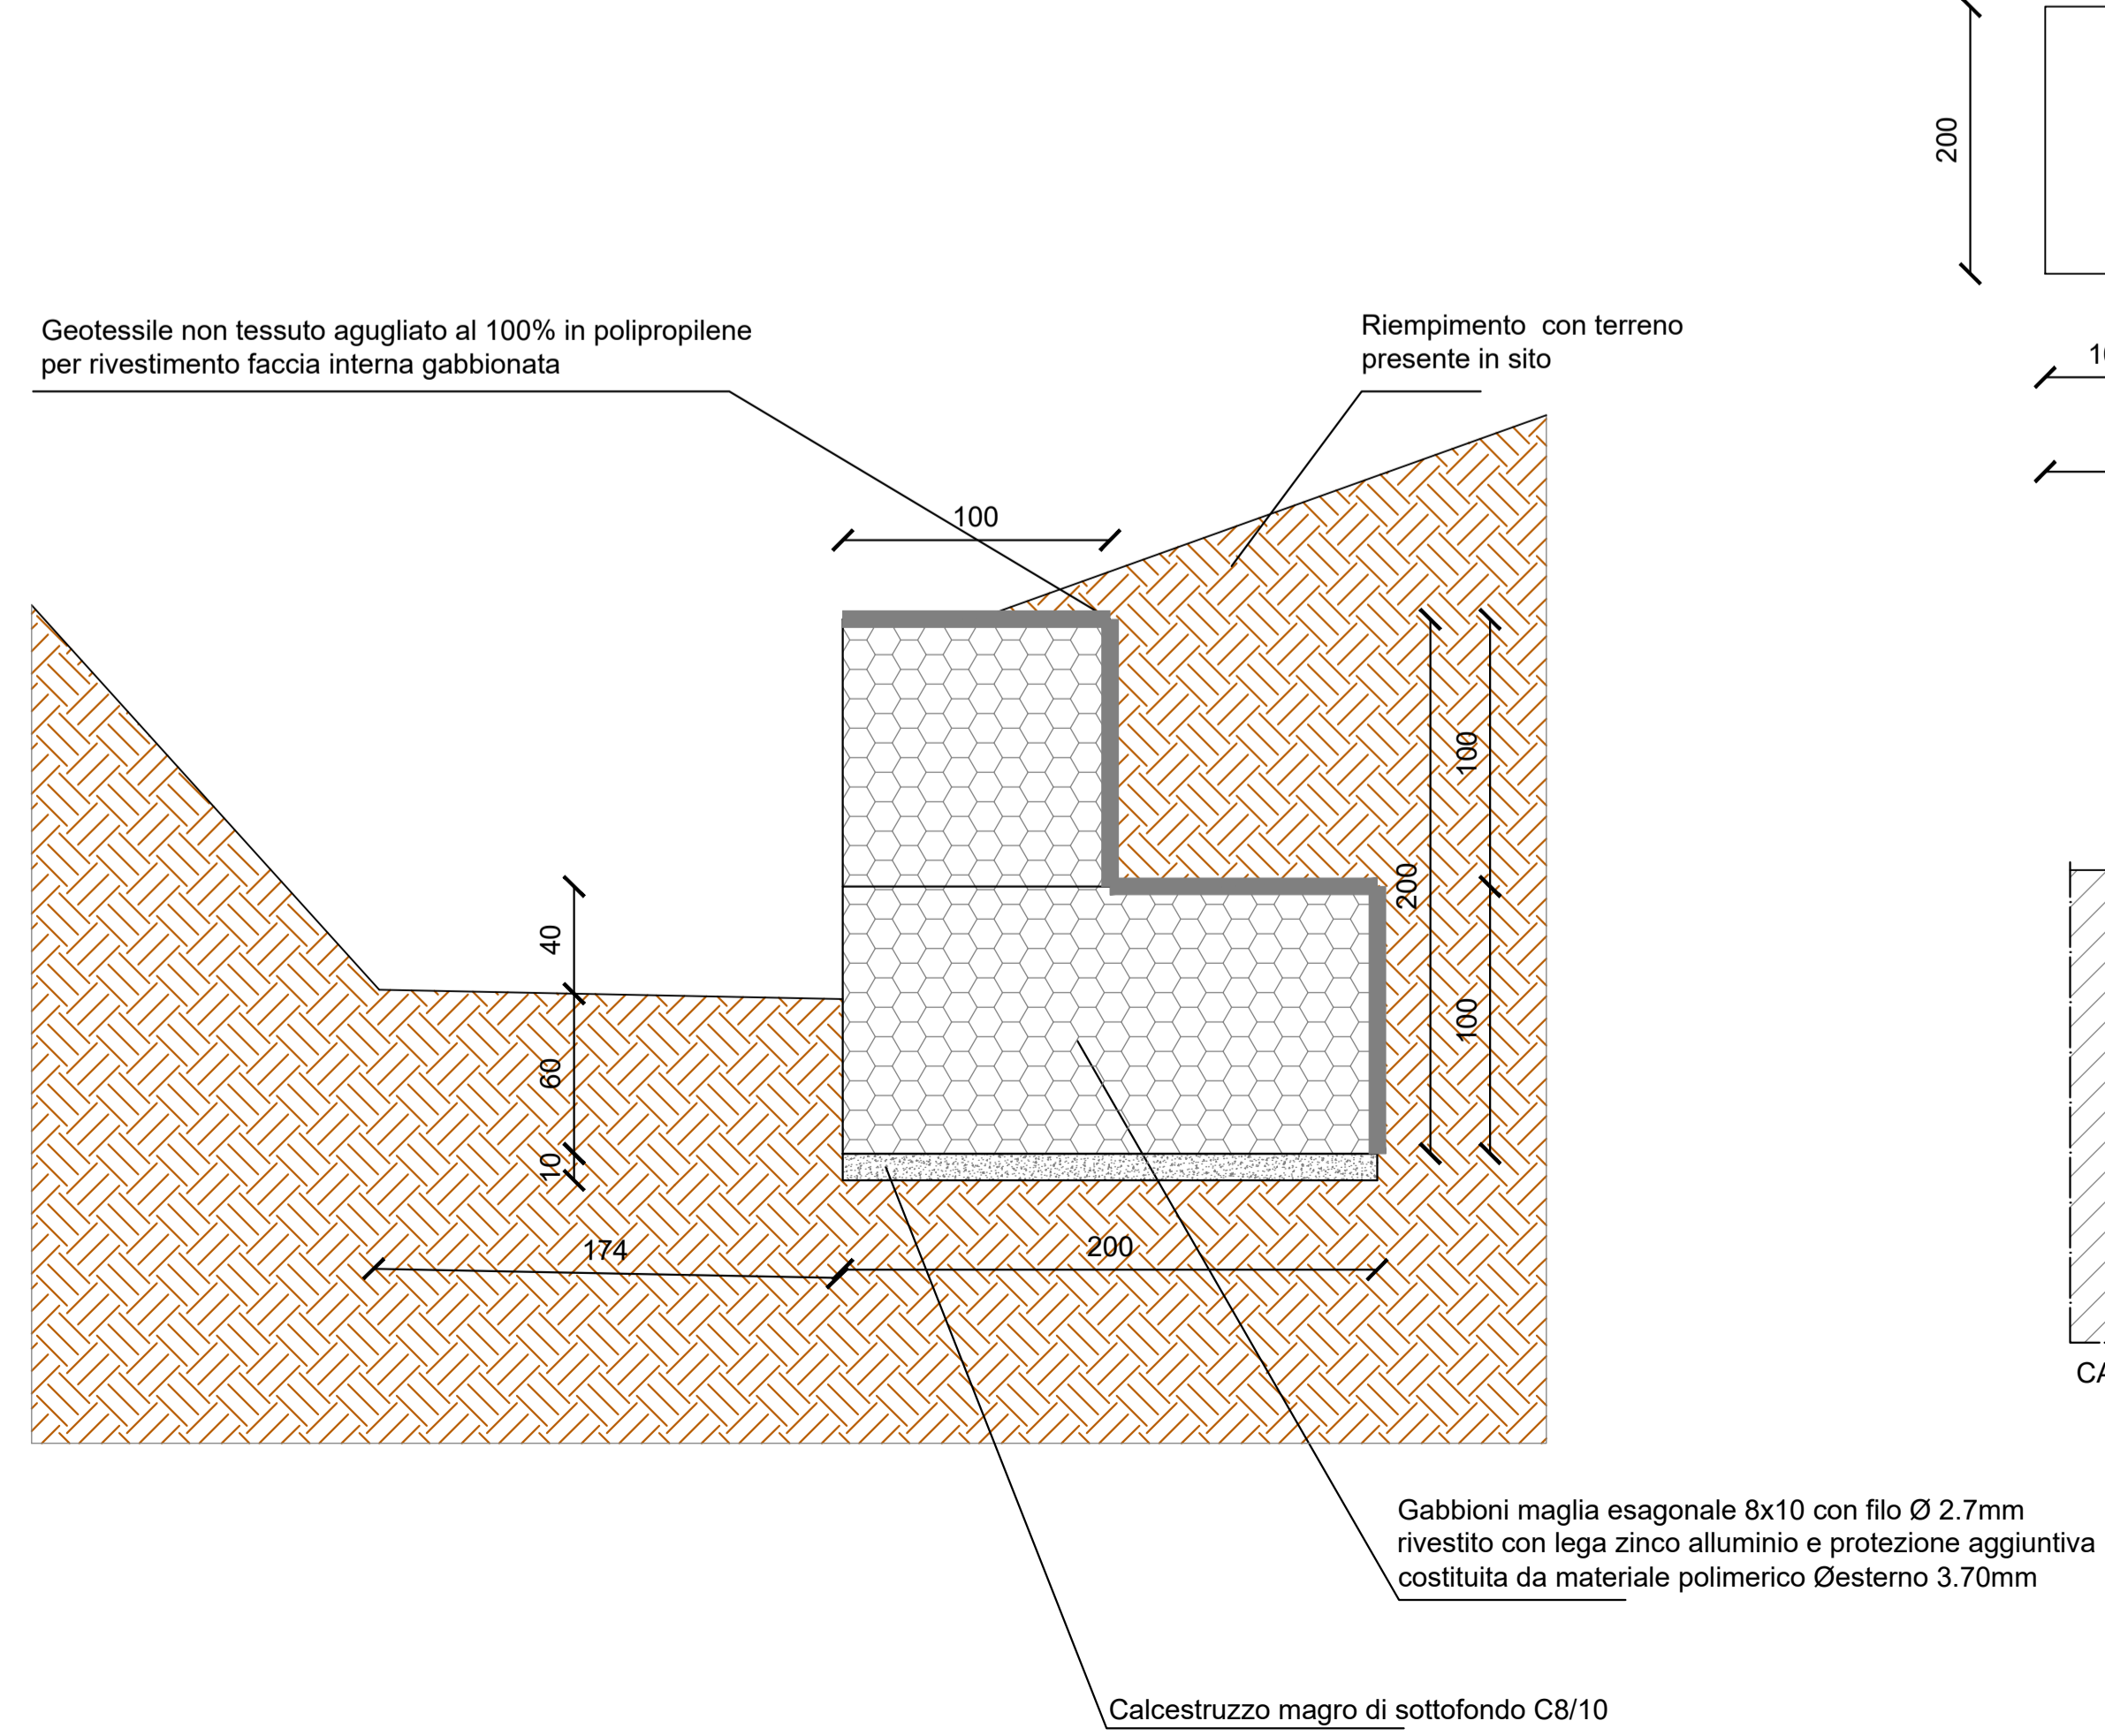 200
Geotessile non tessuto agugliato al 100% in polipropilene
per rivestimento faccia interna gabbionata
Riempimento con terreno
presente in sito
100
100
200
40
60
10
100
174
200
Gabbioni maglia esagonale 8x10 con filo Ø 2.7mm
rivestito con lega zinco alluminio e protezione aggiuntiva
costituita da materiale polimerico Øesterno 3.70mm
Calcestruzzo magro di sottofondo C8/10